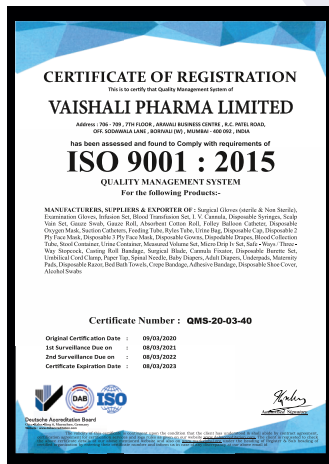 CERTIFICATE OF REGISTRATION
This is to certify that Quality Management System of
VAISHALI PHARMA LIMITED
Address : 706 - 709 , 7TH FLOOR , ARAVALI BUSINESS CENTRE , R.C. PATEL ROAD,
OFF. SODAWALA LANE , BORIVALI (W) , MUMBAI - 400 092 , INDIA
has been assessed and found to Comply with requirements of
ISO 9001 : 2015
QUALITY MANAGEMENT SYSTEM
For the following Products:-
MANUFACTURERS, SUPPLIERS & EXPORTER OF : Surgical Gloves (sterile & Non Sterile),
Examination Gloves, Infusion Set, Blood Transfusion Set, I. V. Cannula, Disposable Syringes, Scalp
Vain Set, Gauze Swab, Gauze Roll, Absorbent Cotton Roll, Folley Balloon Catheter, Disposable
Oxygen Mask, Suction Catheters, Feeding Tube, Ryles Tube, Urine Bag, Disposable Cap, Disposable 2
Ply Face Mask, Disposable 3 Ply Face Mask, Disposable Gowns, Dispodable Drapes, Blood Collection
Tube, Stool Container, Urine Container, Measured Volume Set, Micro Drip Iv Set, Safe - Ways / Three -
Way Stopcock, Casting Roll Bandage, Surgical Blade, Cannula Fixator, Disposable Burette Set,
Umbilical Cord Clamp, Paper Tap, Spinal Needle, Baby Diapers, Adult Diapers, Underpads, Maternity
Pads, Disposable Razor, Bed Bath Towels, Crepe Bandage, Adhesive Bandage, Disposable Shoe Cover,
Alcohol Swabs
Certificate Number : QMS-20-03-40
Original Certification Date : 09/03/2020
1st Surveillance Due on : 08/03/2021
2nd Surveillance Due on : 08/03/2022
Certificate Expiration Date : 08/03/2023
DAB
ISO
Deutsche Accreditation Board
Authorised Signatory